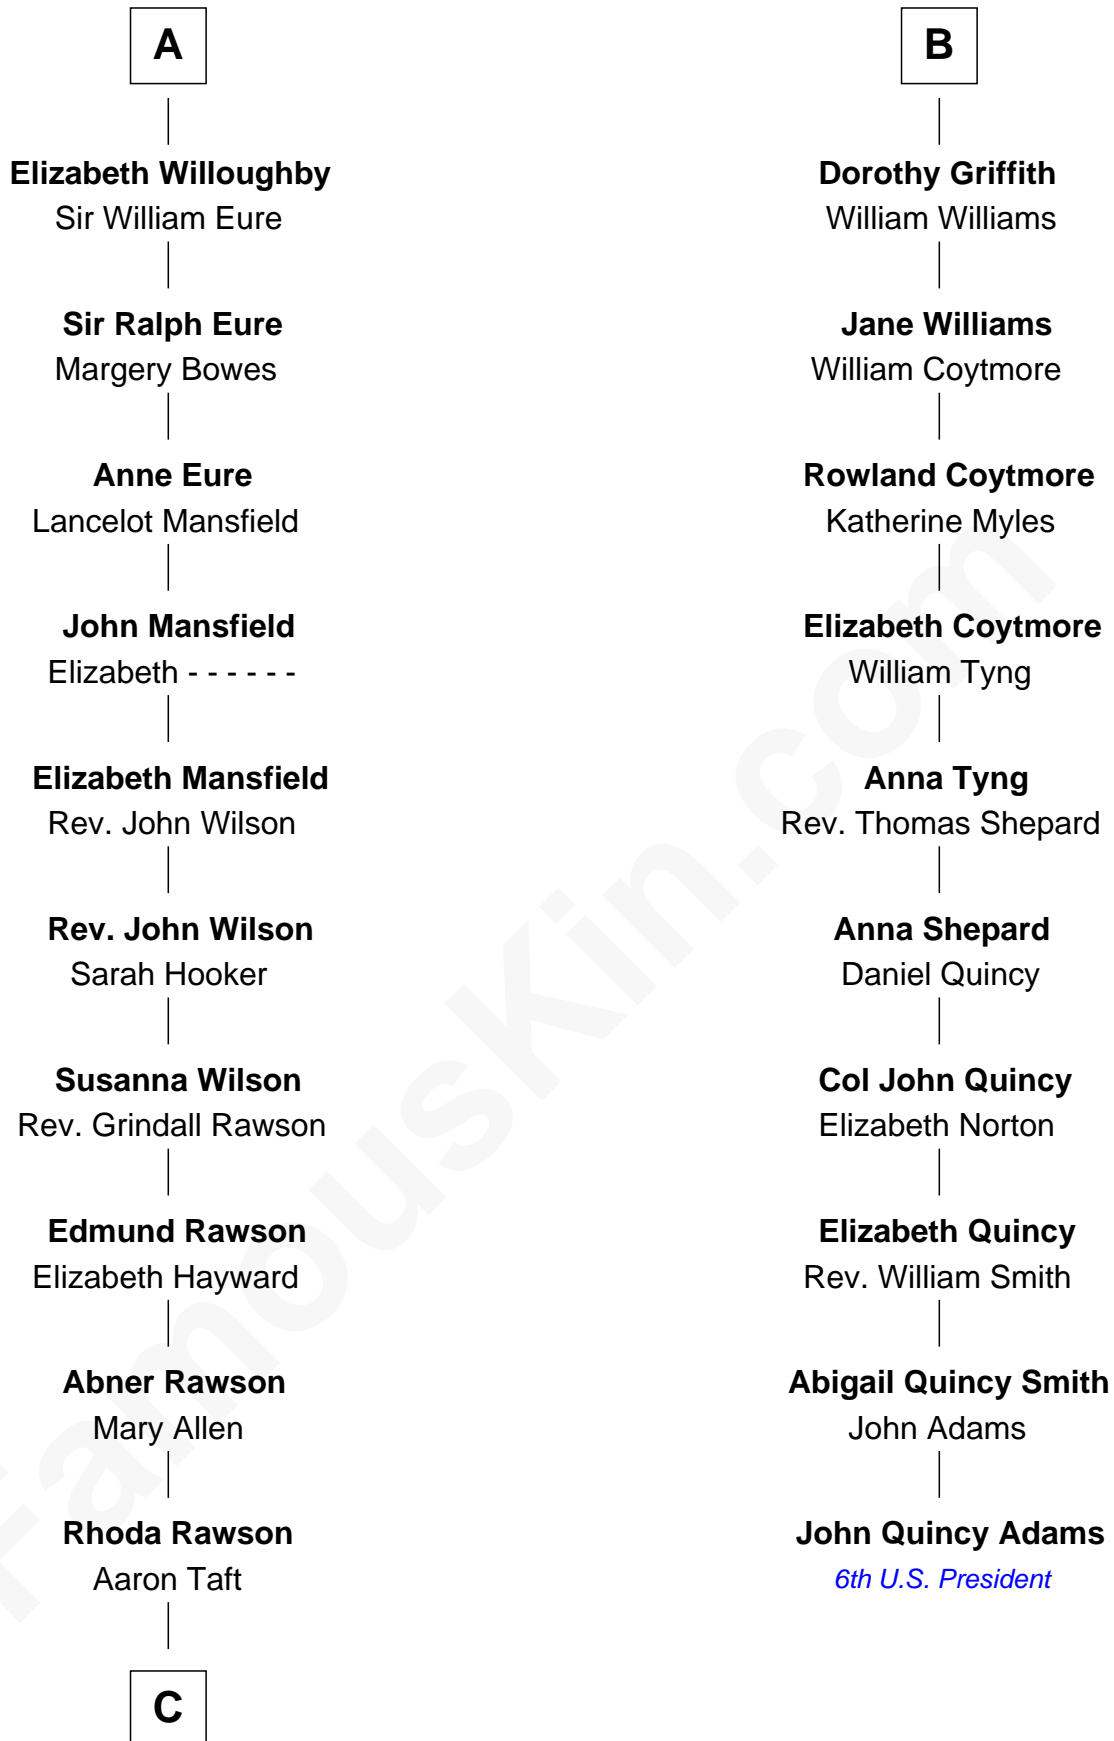 A
Elizabeth Willoughby
Sir William Eure
Sir Ralph Eure
Margery Bowes
Anne Eure
Lancelot Mansfield
John Mansfield
Elizabeth - - - - - -
Elizabeth Mansfield
Rev. John Wilson
Rev. John Wilson
Sarah Hooker
Susanna Wilson
Rev. Grindall Rawson
Edmund Rawson
Elizabeth Hayward
Abner Rawson
Mary Allen
Rhoda Rawson
Aaron Taft
C
B
Dorothy Griffith
William Williams
Jane Williams
William Coytmore
Rowland Coytmore
Katherine Myles
Elizabeth Coytmore
William Tyng
Anna Tyng
Rev. Thomas Shepard
Anna Shepard
Daniel Quincy
Col John Quincy
Elizabeth Norton
Elizabeth Quincy
Rev. William Smith
Abigail Quincy Smith
John Adams
John Quincy Adams
6th U.S. President
FamousKin.com